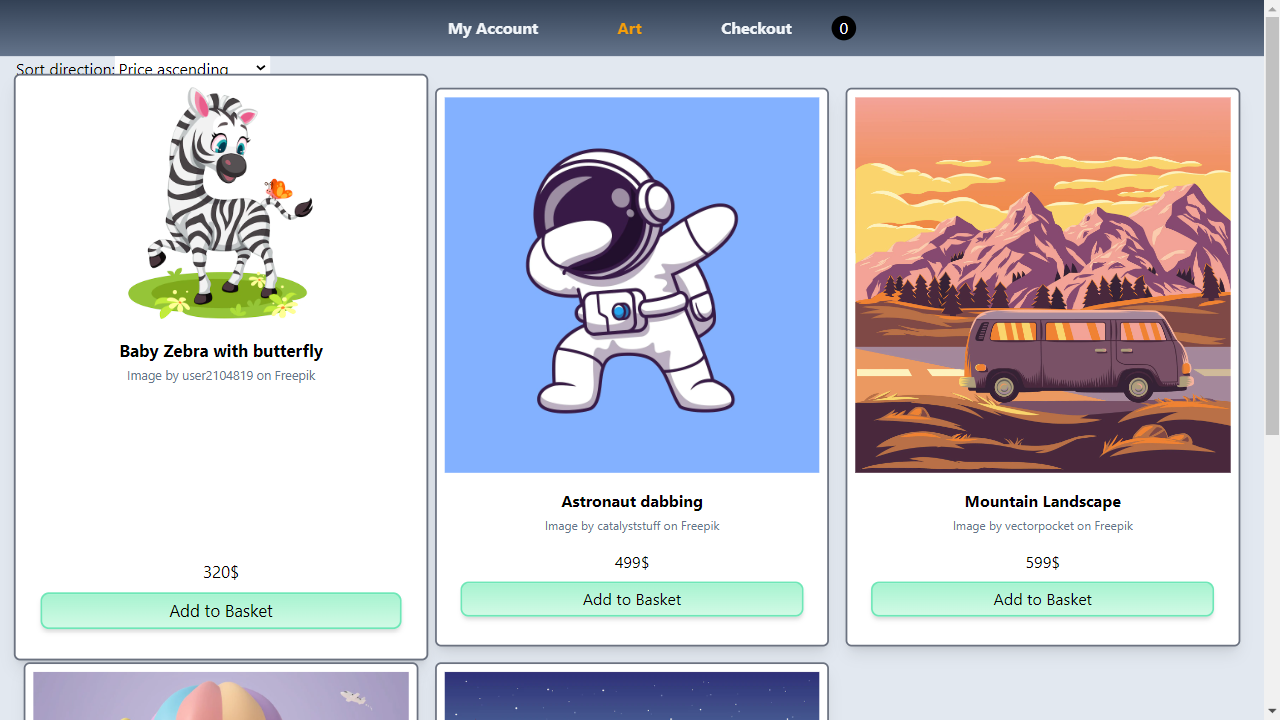 My Account
Art
Checkout
0
Sort direction: Price ascending
Baby Zebra with butterfly
Image by user2104819 on Freepik
320$
Add to Basket
Astronaut dabbing
Image by catalyststuff on Freepik
499$
Add to Basket
Mountain Landscape
Image by vectorpocket on Freepik
599$
Add to Basket